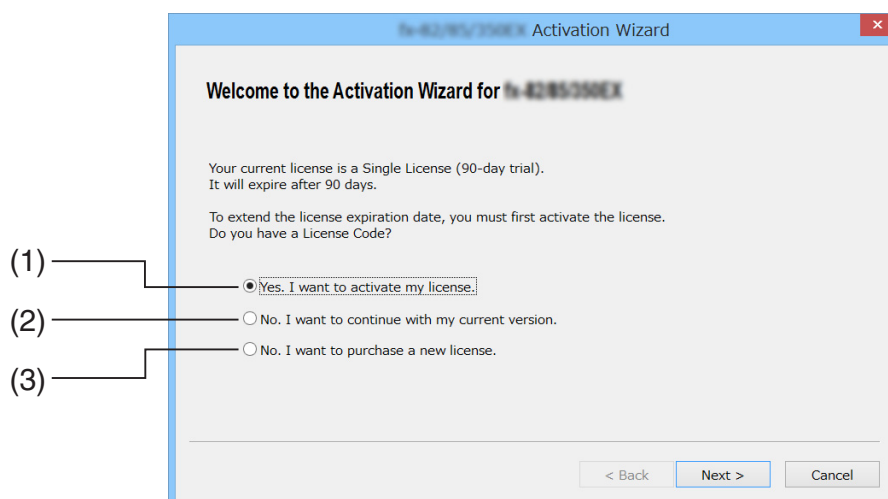 Activation Wizard
Welcome to the Activation Wizard for
Your current license is a Single License (90-day trial).
It will expire after 90 days.
To extend the license expiration date, you must first activate the license.
Do you have a License Code?
(1)
Yes. I want to activate my license.
(2)
No. I want to continue with my current version.
(3)
No. I want to purchase a new license.
< Back
Next >
Cancel